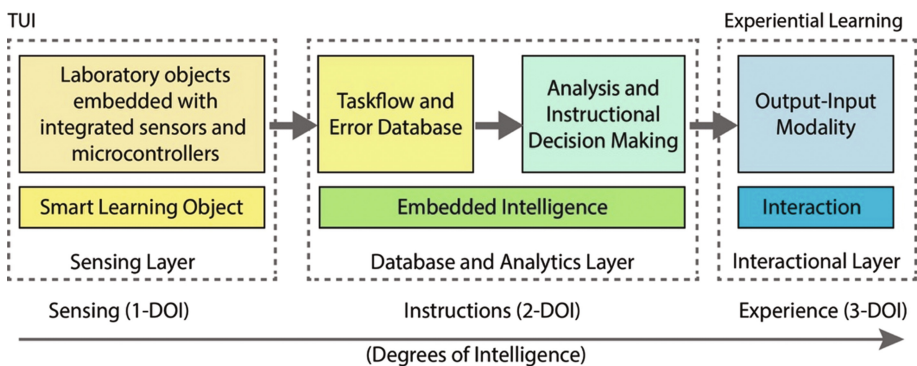 TUI
Experiential Learning
Laboratory objects
embedded with
integrated sensors and
microcontrollers
Taskflow and
Error Database
Analysis and
Instructional
Decision Making
Output-Input
Modality
Smart Learning Object
Embedded Intelligence
Interaction
Sensing Layer
Database and Analytics Layer
Interactional Layer
Sensing (1-DOI)
Instructions (2-DOI)
Experience (3-DOI)
(Degrees of Intelligence)